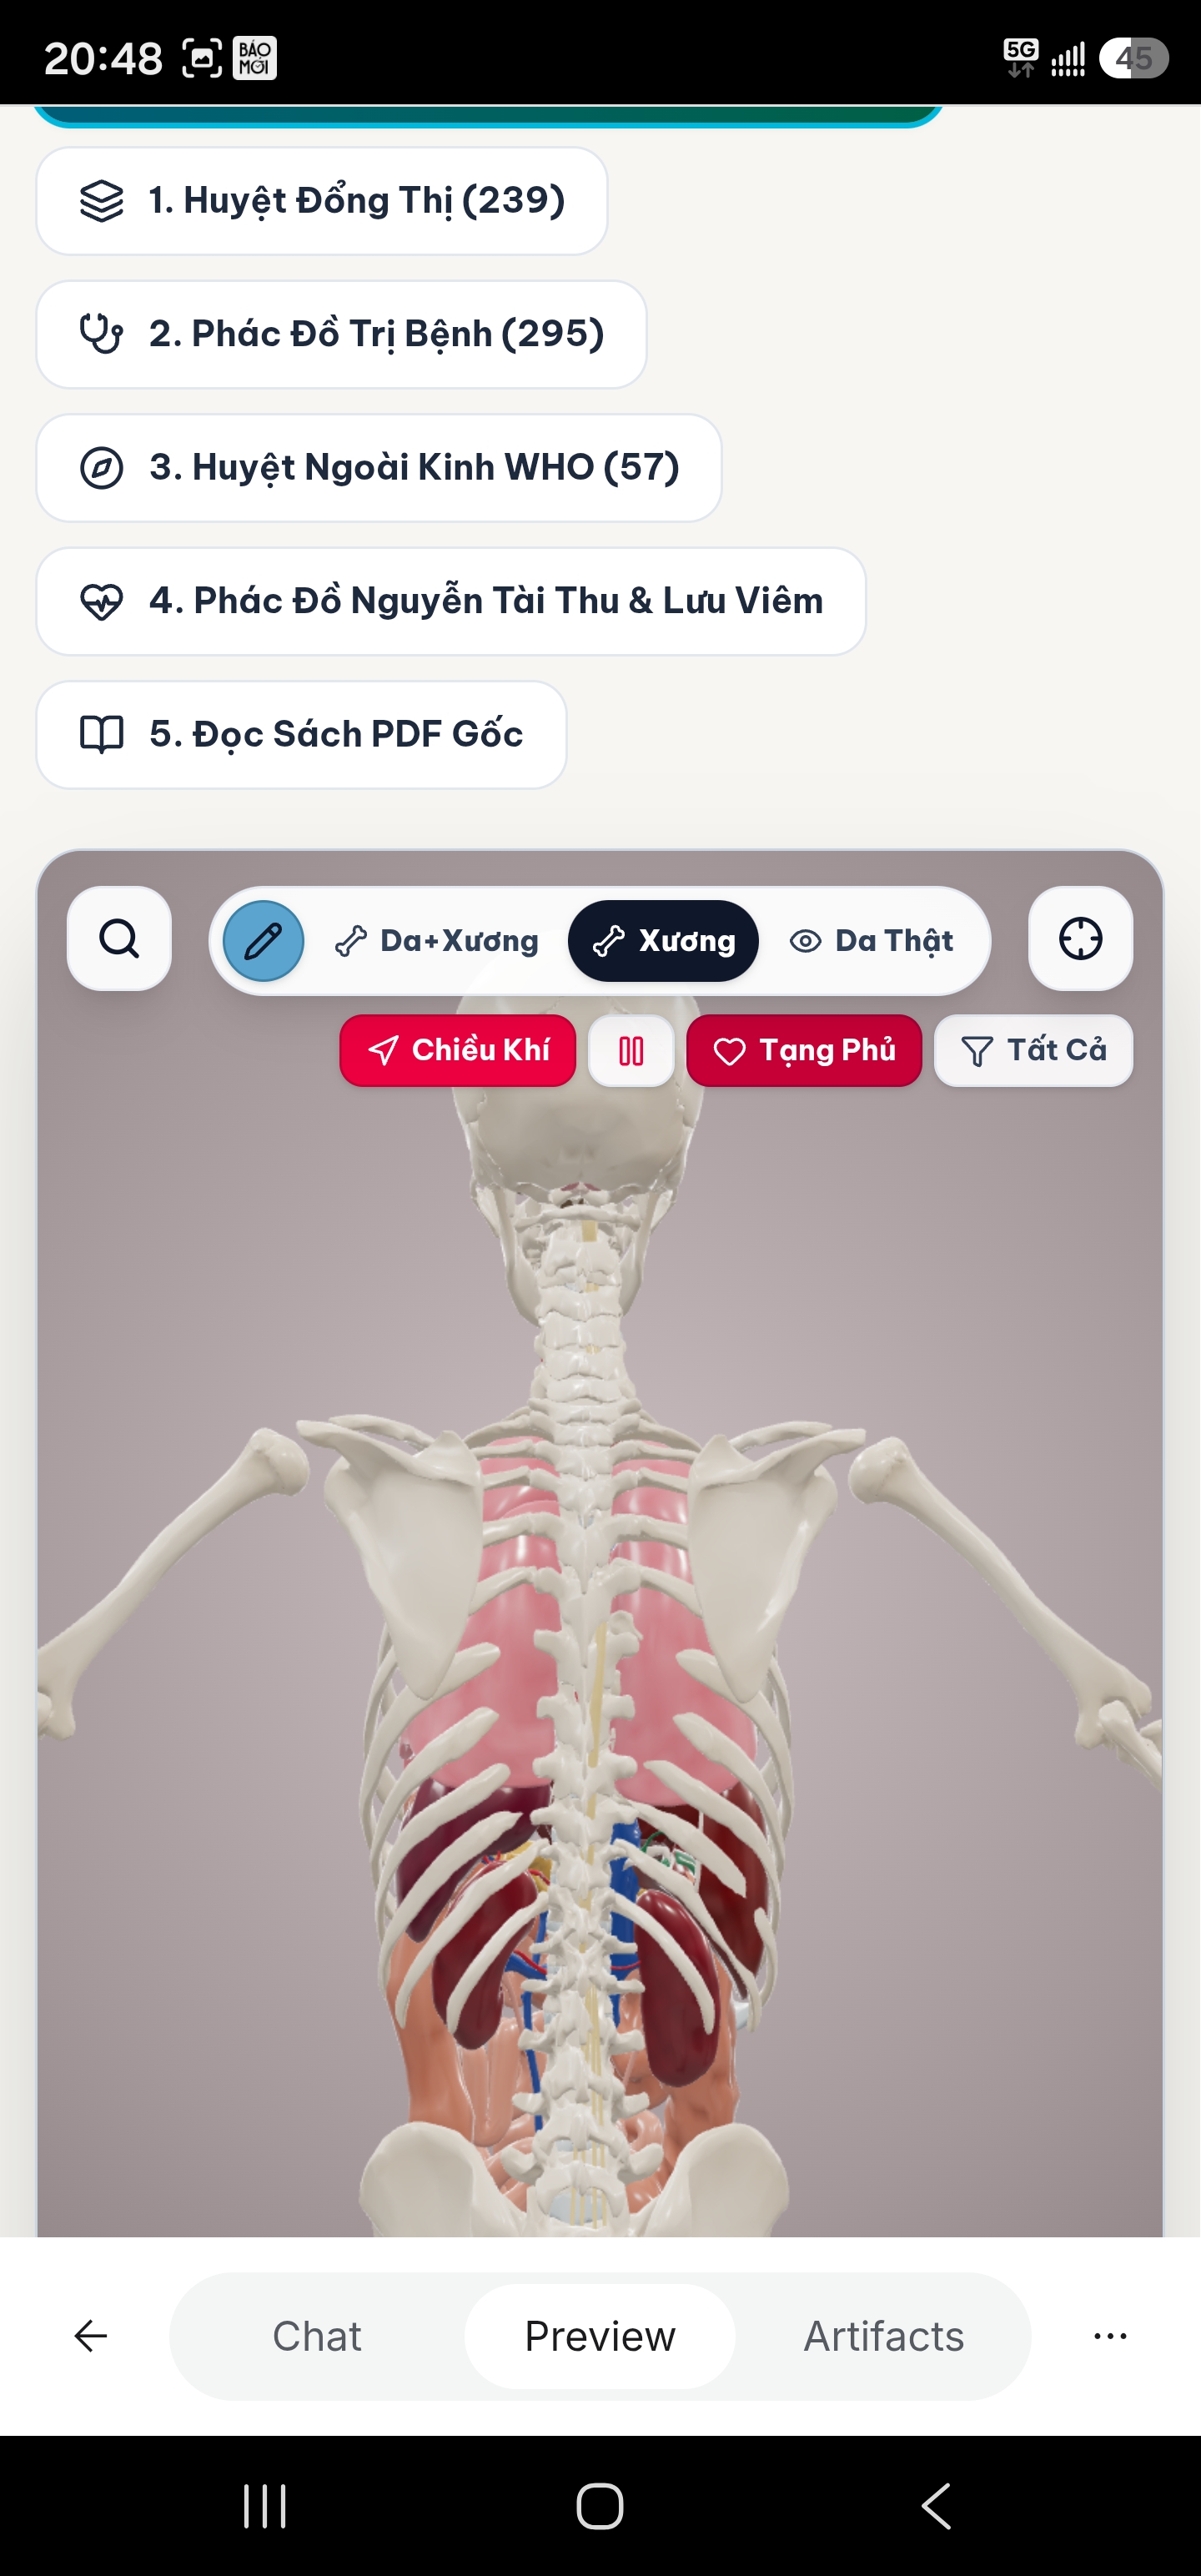 20:48
BÁO
MỚI
5G
45
1. Huyệt Đổng Thị (239)
2. Phác Đồ Trị Bệnh (295)
3. Huyệt Ngoài Kinh WHO (57)
4. Phác Đồ Nguyễn Tài Thu & Lưu Viêm
5. Đọc Sách PDF Gốc
Da+Xương
Xương
Da Thật
Chiều Khí
Tạng Phủ
Tất Cả
Chat
Preview
Artifacts